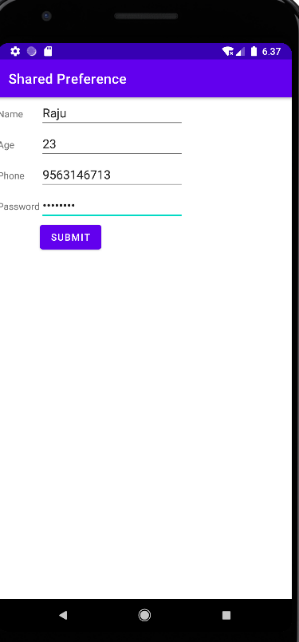 6.37
Shared Preference
Name Raju
Age 23
Phone 9563146713
Password ••••••••
SUBMIT